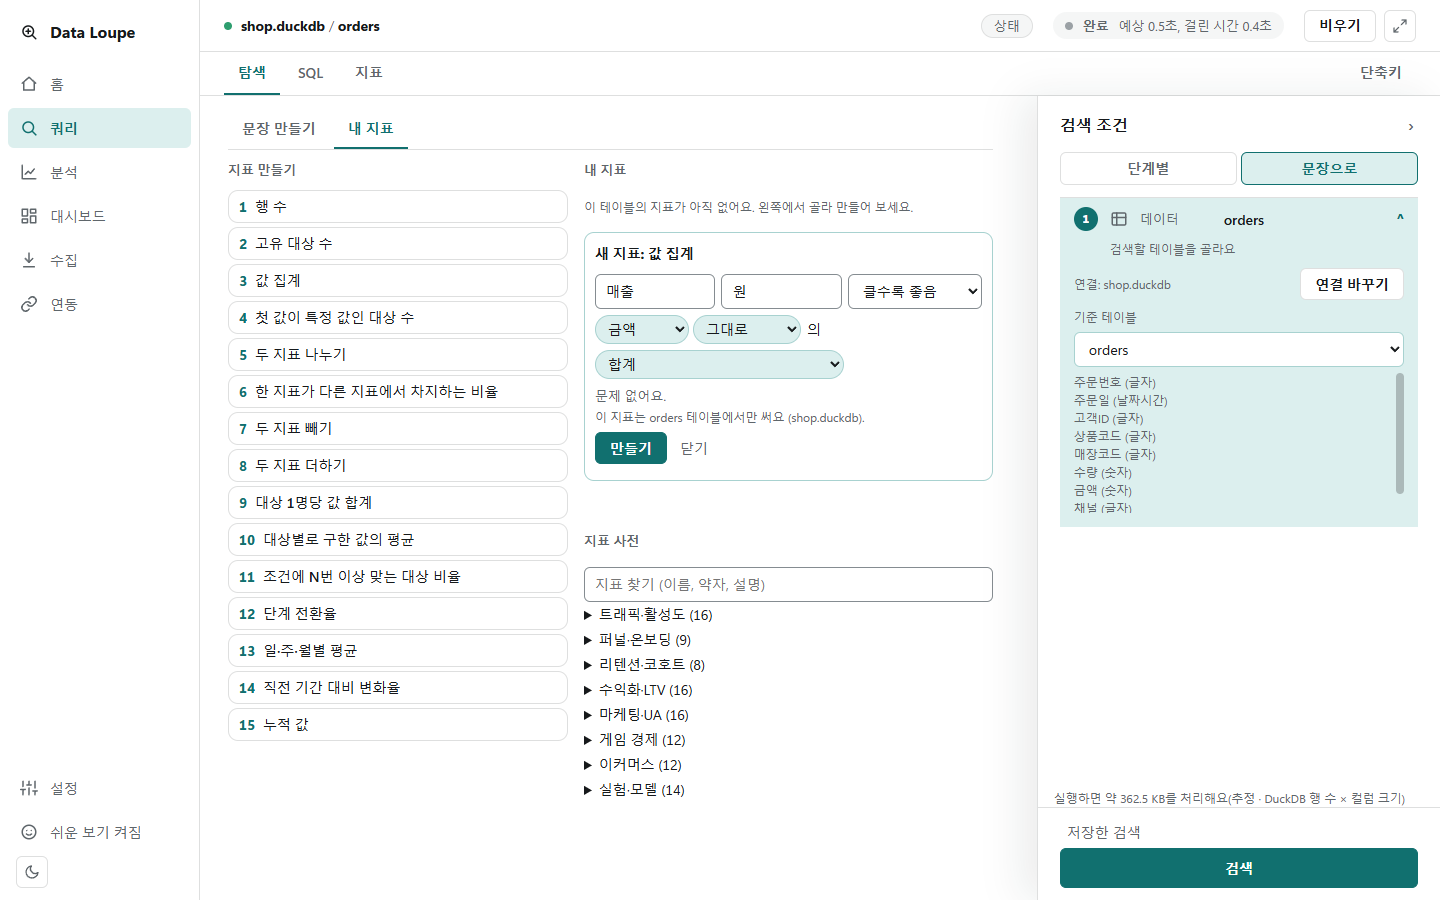 Data Loupe
홈
쿼리
분석
대시보드
수집
연동
설정
쉬운 보기 켜짐
shop.duckdb / orders
상태
완료 예상 0.5초, 걸린 시간 0.4초
비우기
탐색
SQL
지표
단축키
문장 만들기
내 지표
지표 만들기
1 행 수
2 고유 대상 수
3 값 집계
4 첫 값이 특정 값인 대상 수
5 두 지표 나누기
6 한 지표가 다른 지표에서 차지하는 비율
7 두 지표 빼기
8 두 지표 더하기
9 대상 1명당 값 합계
10 대상별로 구한 값의 평균
11 조건에 N번 이상 맞는 대상 비율
12 단계 전환율
13 일·주·월별 평균
14 직전 기간 대비 변화율
15 누적 값
내 지표
이 테이블의 지표가 아직 없어요. 왼쪽에서 골라 만들어 보세요.
새 지표: 값 집계
매출
원
클수록 좋음
금액
그대로
의
합계
문제 없어요.
이 지표는 orders 테이블에서만 써요 (shop.duckdb).
만들기
닫기
지표 사전
지표 찾기 (이름, 약자, 설명)
▶ 트래픽·활성도 (16)
▶ 퍼널·온보딩 (9)
▶ 리텐션·코호트 (8)
▶ 수익화·LTV (16)
▶ 마케팅·UA (16)
▶ 게임 경제 (12)
▶ 이커머스 (12)
▶ 실험·모델 (14)
검색 조건
단계별
문장으로
1 데이터 orders
검색할 테이블을 골라요
연결: shop.duckdb
연결 바꾸기
기준 테이블
orders
주문번호 (글자)
주문일 (날짜시간)
고객ID (글자)
상품코드 (글자)
매장코드 (글자)
수량 (숫자)
금액 (숫자)
채널 (글자)
실행하면 약 362.5 KB를 처리해요(추정 · DuckDB 행 수 × 컬럼 크기)
저장한 검색
검색